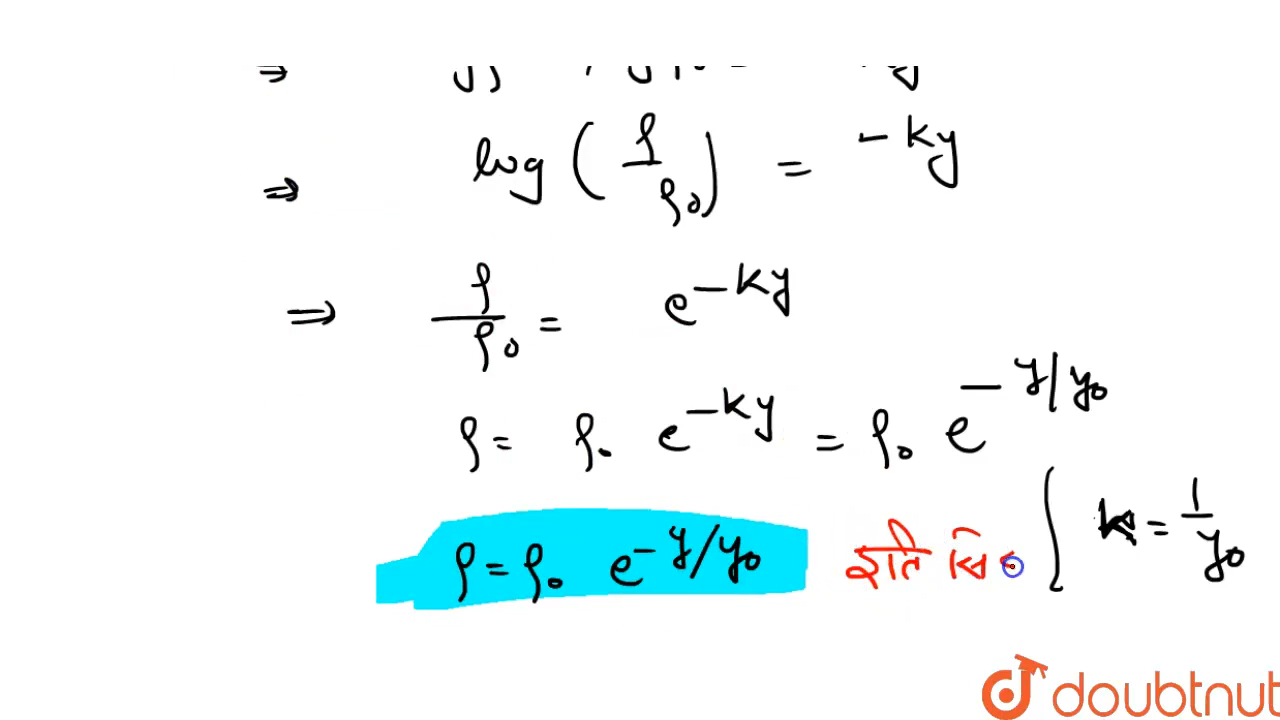 ⇒
⇒ log (ρ/ρ₀) = -ky
⇒ ρ/ρ₀ = e^{-ky}
ρ = ρ₀ e^{-ky} = ρ₀ e^{-y/y₀}
ρ = ρ₀ e^{-y/y₀} इति सि { k = 1/y₀
doubtnut